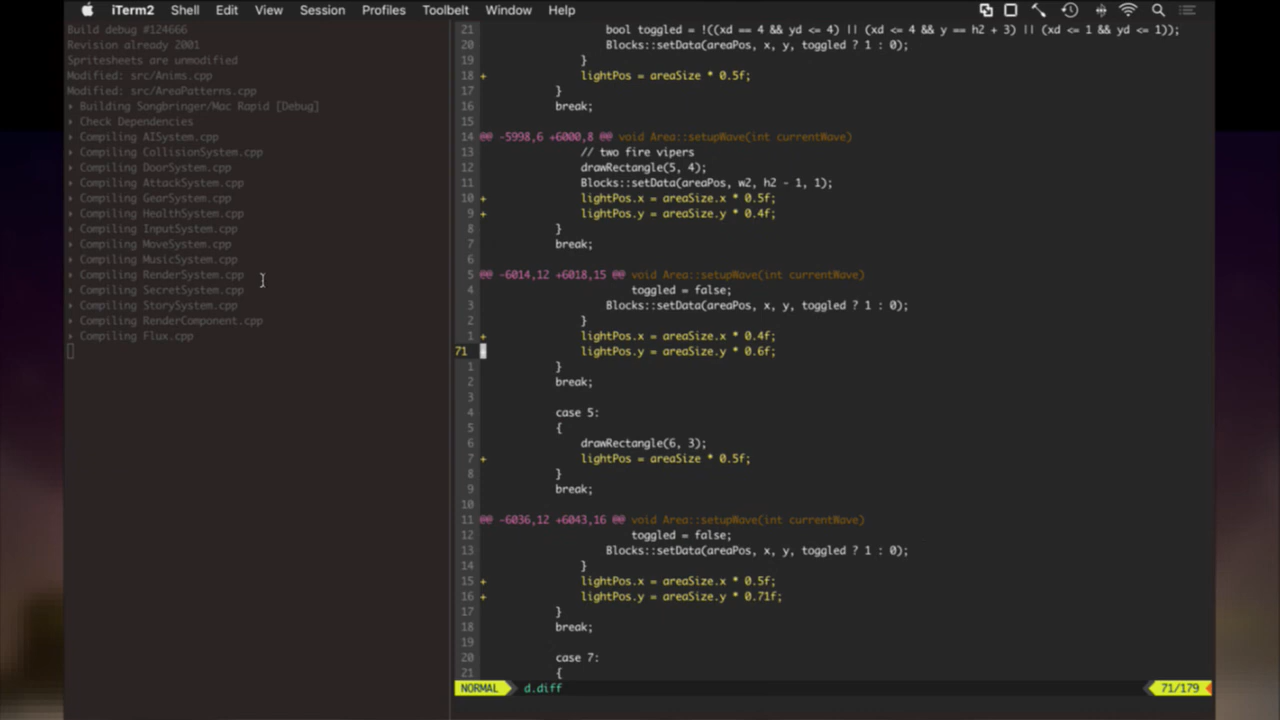 iTerm2 Shell Edit View Session Profiles Toolbelt Window Help
Build debug #124666
Revision already 2001
Spritesheets are unmodified
Modified: src/Anims.cpp
Modified: src/AreaPatterns.cpp
Building Songbringer/Mac Rapid [Debug]
Check Dependencies
Compiling AISystem.cpp
Compiling CollisionSystem.cpp
Compiling DoorSystem.cpp
Compiling AttackSystem.cpp
Compiling GearSystem.cpp
Compiling HealthSystem.cpp
Compiling InputSystem.cpp
Compiling MoveSystem.cpp
Compiling MusicSystem.cpp
Compiling RenderSystem.cpp
Compiling SecretSystem.cpp
Compiling StorySystem.cpp
Compiling RenderComponent.cpp
Compiling Flux.cpp
21 bool toggled = !((xd == 4 && yd <= 4) || (xd <= 4 && y == h2 + 3) || (xd <= 1 && yd <= 1));
20 Blocks::setData(areaPos, x, y, toggled ? 1 : 0);
19 }
18 + lightPos = areaSize * 0.5f;
17 }
16 break;
15
14 @@ -5998,6 +6000,8 @@ void Area::setupWave(int currentWave)
13 // two fire vipers
12 drawRectangle(5, 4);
11 Blocks::setData(areaPos, w2, h2 - 1, 1);
10 + lightPos.x = areaSize.x * 0.5f;
9 + lightPos.y = areaSize.y * 0.4f;
8 }
7 break;
6
5 @@ -6014,12 +6018,15 @@ void Area::setupWave(int currentWave)
4 toggled = false;
3 Blocks::setData(areaPos, x, y, toggled ? 1 : 0);
2 }
1 + lightPos.x = areaSize.x * 0.4f;
71 + lightPos.y = areaSize.y * 0.6f;
1 }
2 break;
3
4 case 5:
5 {
6 drawRectangle(6, 3);
7 + lightPos = areaSize * 0.5f;
8 }
9 break;
10
11 @@ -6036,12 +6043,16 @@ void Area::setupWave(int currentWave)
12 toggled = false;
13 Blocks::setData(areaPos, x, y, toggled ? 1 : 0);
14 }
15 + lightPos.x = areaSize.x * 0.5f;
16 + lightPos.y = areaSize.y * 0.71f;
17 }
18 break;
19
20 case 7:
21 {
NORMAL d.diff 71/179